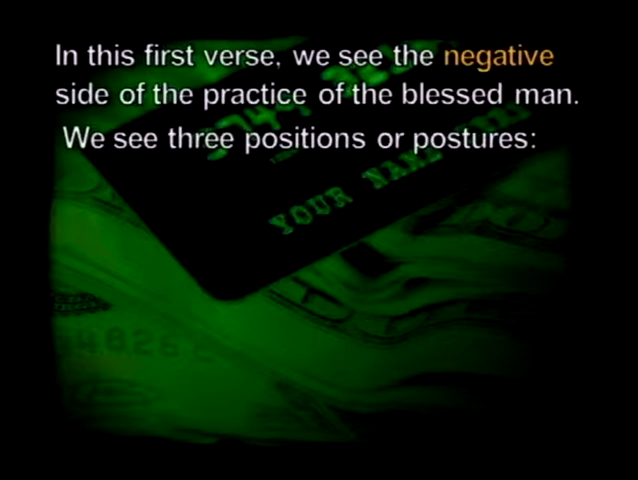 In this first verse, we see the negative
side of the practice of the blessed man.
We see three positions or postures:
YOUR NAME